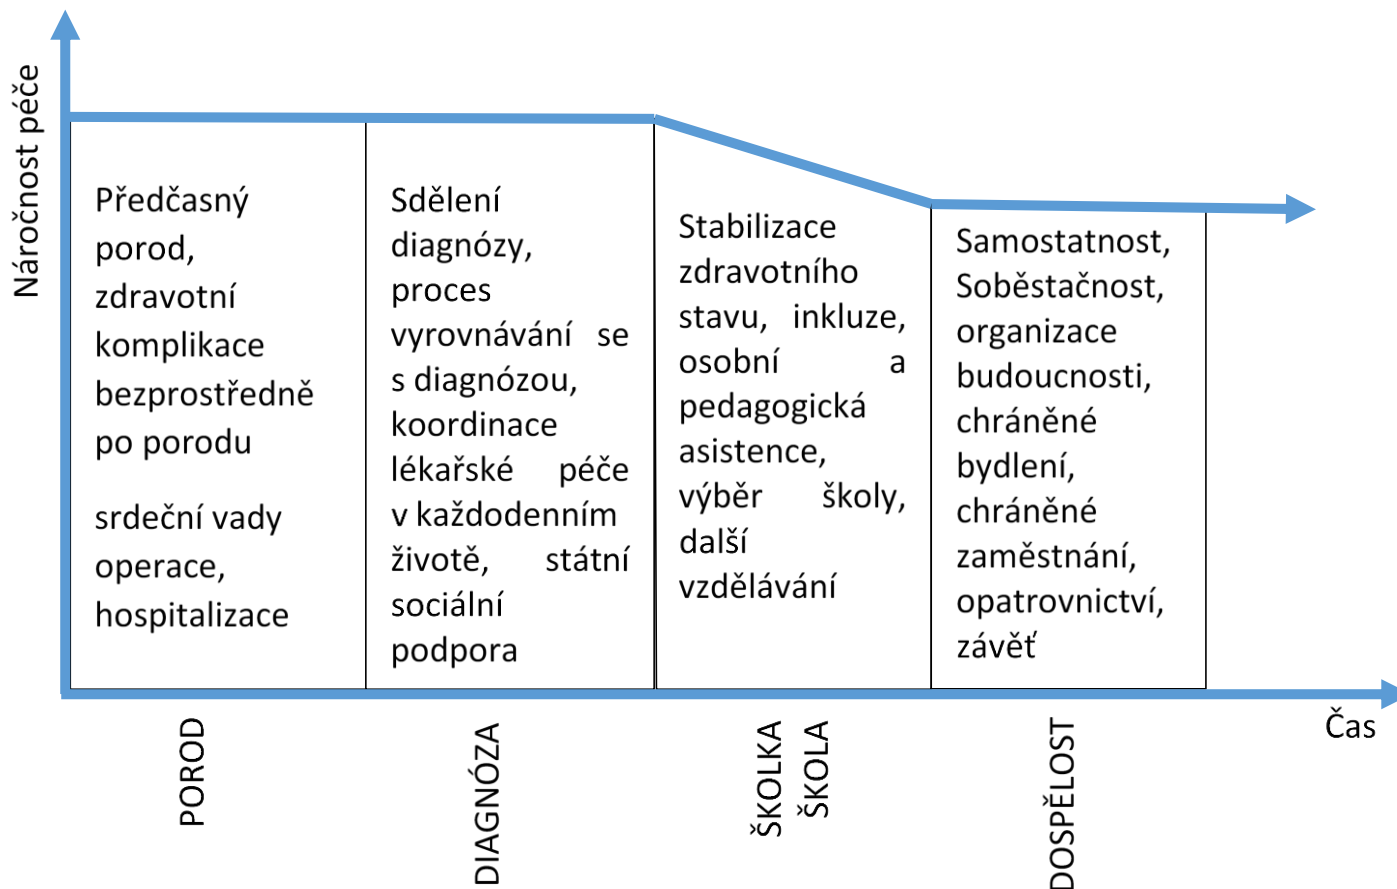 Náročnost péče
Předčasný
porod,
zdravotní
komplikace
bezprostředně
po porodu
srdeční vady
operace,
hospitalizace
Sdělení
diagnózy,
proces
vyrovnávání se
s diagnózou,
koordinace
lékařské péče
v každodenním
životě, státní
sociální
podpora
Stabilizace
zdravotního
stavu, inkluze,
osobní a
pedagogická
asistence,
výběr školy,
další
vzdělávání
Samostatnost,
Soběstačnost,
organizace
budoucnosti,
chráněné
bydlení,
chráněné
zaměstnání,
opatrovnictví,
závěť
Čas
POROD
DIAGNÓZA
ŠKOLKA
ŠKOLA
DOSPĚLOST